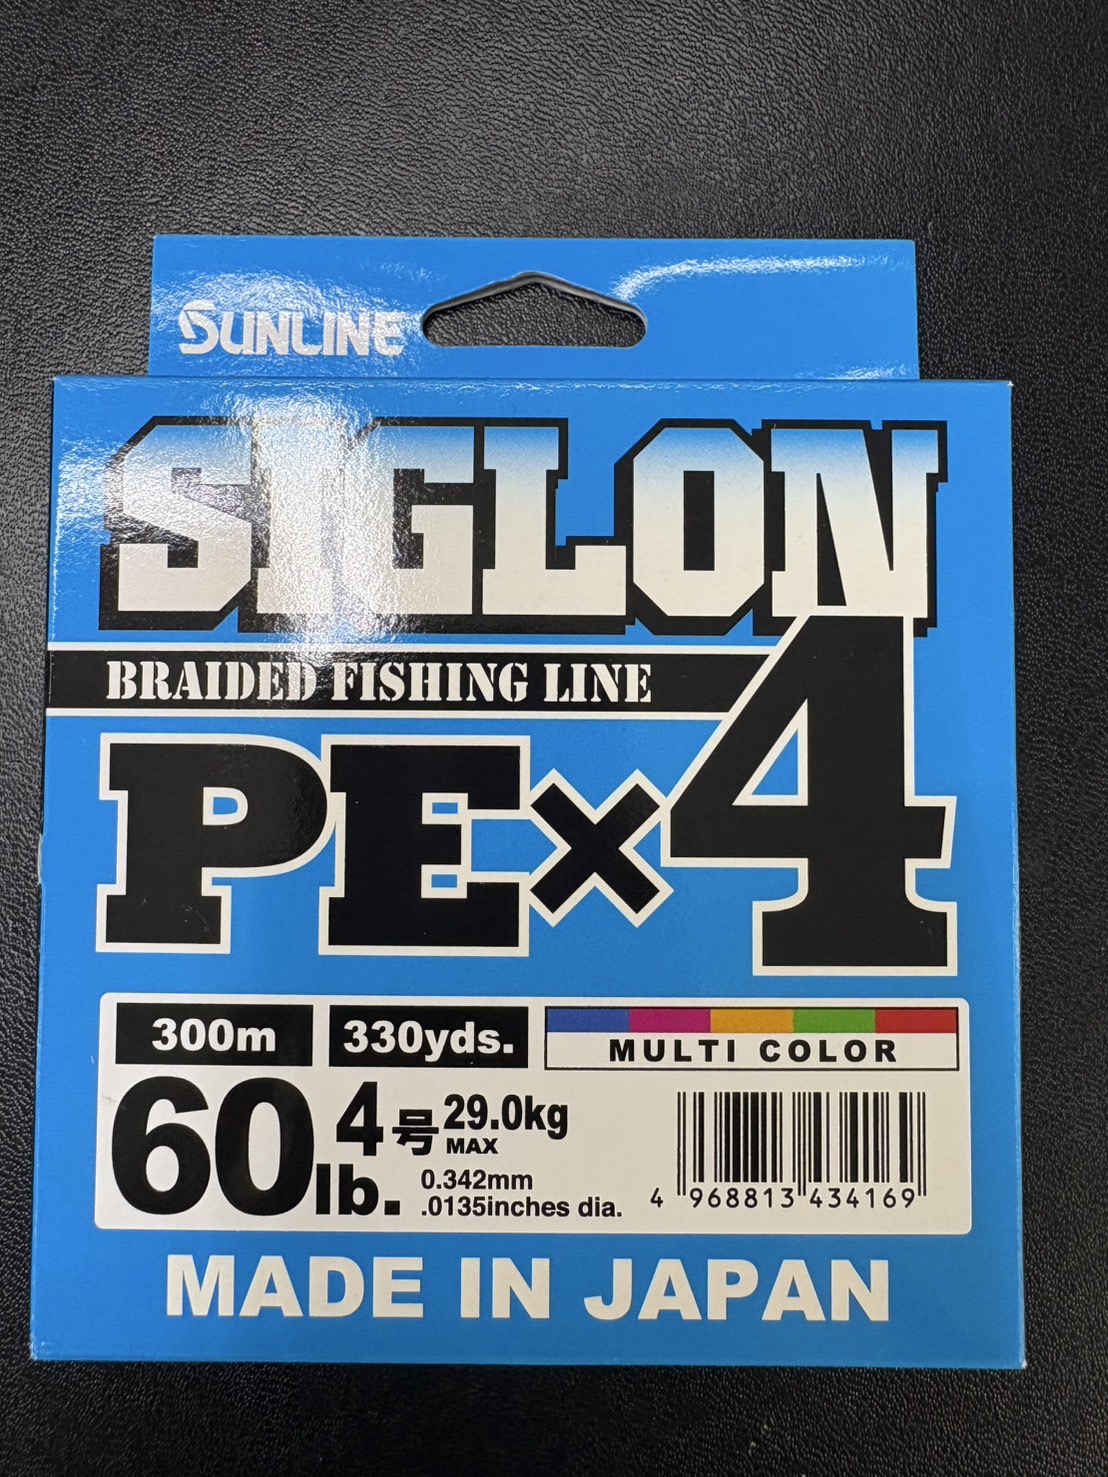 SUNLINE
SIGLON
BRAIDED FISHING LINE
PE×4
300m 330yds. MULTI COLOR
60lb. 4号 29.0kg MAX
0.342mm
.0135inches dia.
4 968813 434169
MADE IN JAPAN